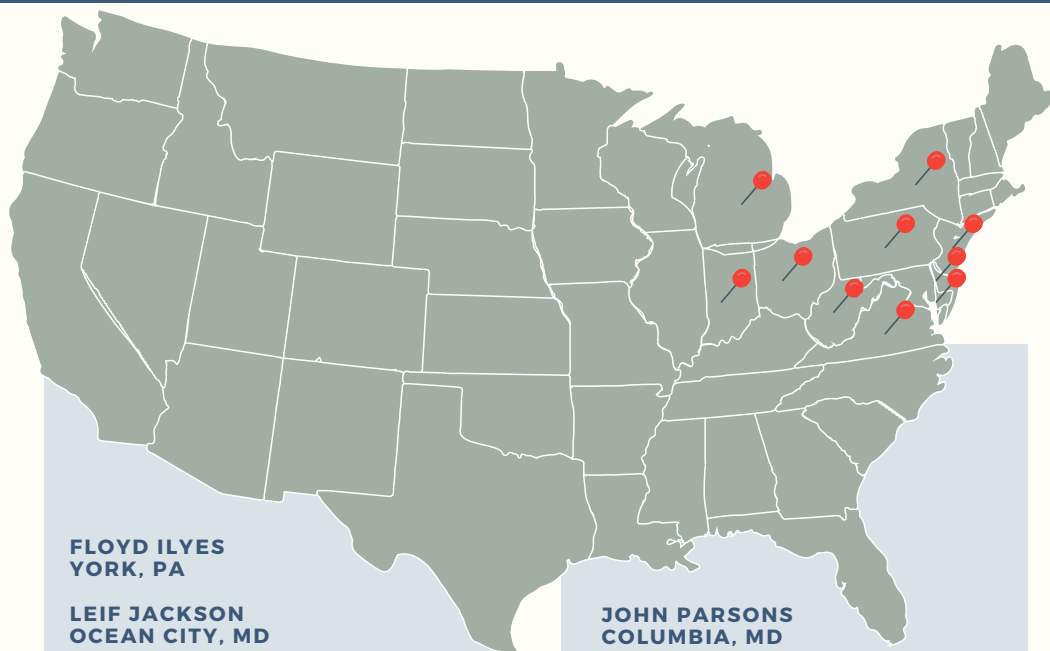 FLOYD ILYES
YORK, PA
LEIF JACKSON
OCEAN CITY, MD
JOHN PARSONS
COLUMBIA, MD